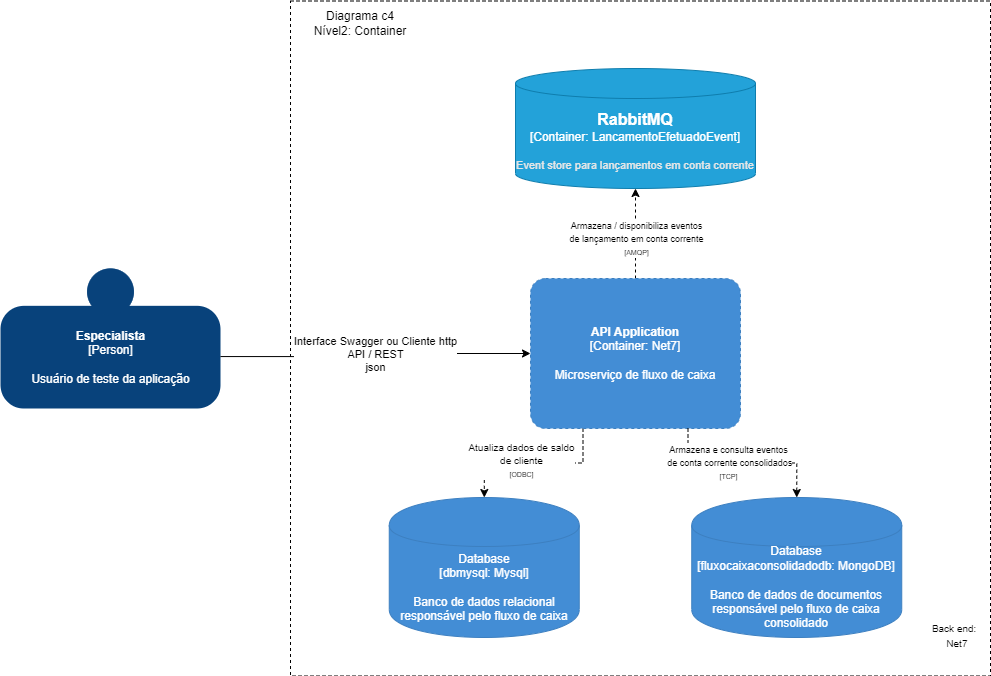 Diagrama c4
Nível2: Container
RabbitMQ
[Container: LancamentoEfetuadoEvent]
Event store para lançamentos em conta corrente
Armazena / disponibiliza eventos
de lançamento em conta corrente
[AMQP]
Especialista
[Person]
Usuário de teste da aplicação
Interface Swagger ou Cliente http
API / REST
json
API Application
[Container: Net7]
Microserviço de fluxo de caixa
Atualiza dados de saldo
de cliente
[ODBC]
Armazena e consulta eventos
de conta corrente consolidados
[TCP]
Database
[dbmysql: Mysql]
Banco de dados relacional
responsável pelo fluxo de caixa
Database
[fluxocaixaconsolidadodb: MongoDB]
Banco de dados de documentos
responsável pelo fluxo de caixa
consolidado
Back end:
Net7